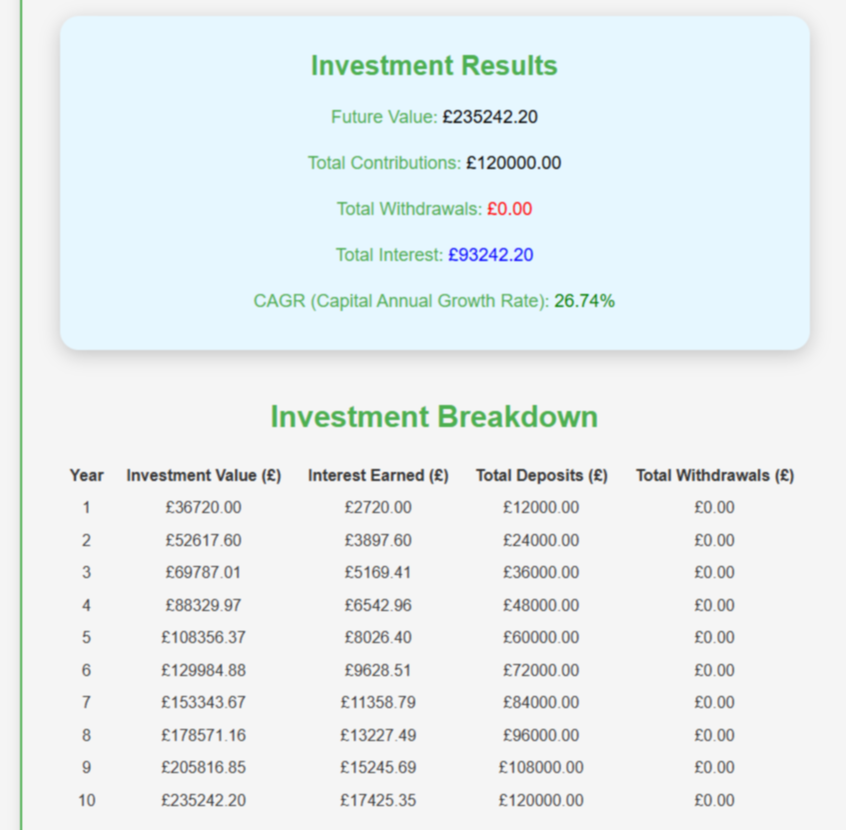 Investment Results
Future Value: £235242.20
Total Contributions: £120000.00
Total Withdrawals: £0.00
Total Interest: £93242.20
CAGR (Capital Annual Growth Rate): 26.74%
Investment Breakdown
Year Investment Value (£) Interest Earned (£) Total Deposits (£) Total Withdrawals (£)
1 £36720.00 £2720.00 £12000.00 £0.00
2 £52617.60 £3897.60 £24000.00 £0.00
3 £69787.01 £5169.41 £36000.00 £0.00
4 £88329.97 £6542.96 £48000.00 £0.00
5 £108356.37 £8026.40 £60000.00 £0.00
6 £129984.88 £9628.51 £72000.00 £0.00
7 £153343.67 £11358.79 £84000.00 £0.00
8 £178571.16 £13227.49 £96000.00 £0.00
9 £205816.85 £15245.69 £108000.00 £0.00
10 £235242.20 £17425.35 £120000.00 £0.00